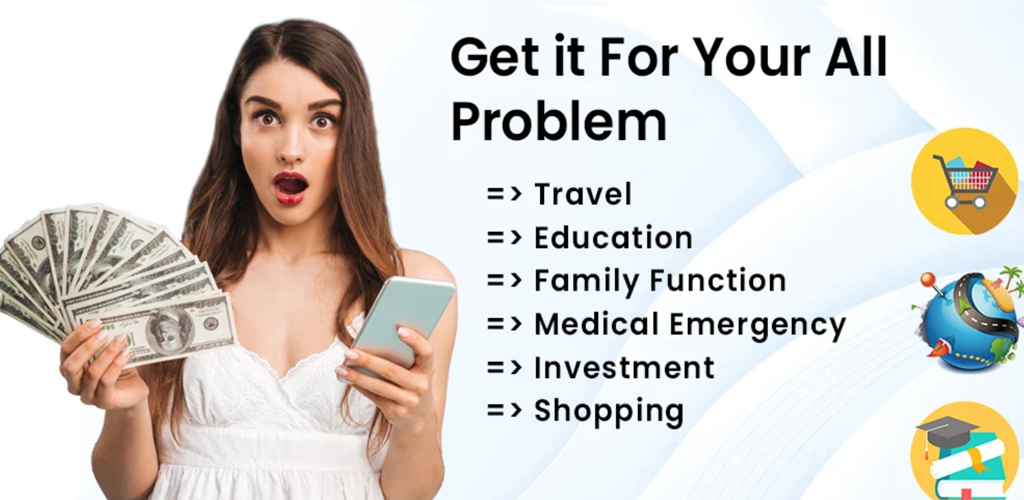 Get it For Your All
Problem
=> Travel
=> Education
=> Family Function
=> Medical Emergency
=> Investment
=> Shopping